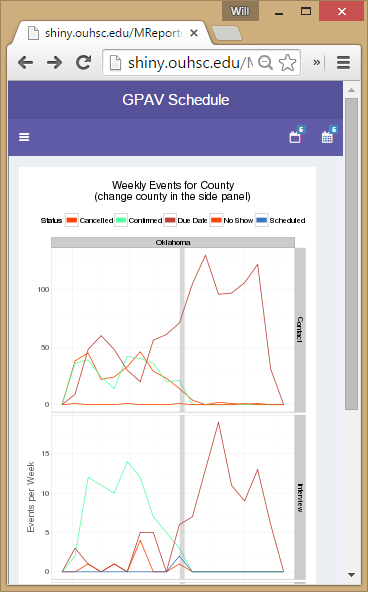 Will
shiny.ouhsc.edu/MReport
shiny.ouhsc.edu/M
»
GPAV Schedule
6
6
Weekly Events for County
(change county in the side panel)
Status Cancelled Confirmed Due Date No Show Scheduled
Oklahoma
100
50
0
Contact
15
10
5
0
Interview
Events per Week